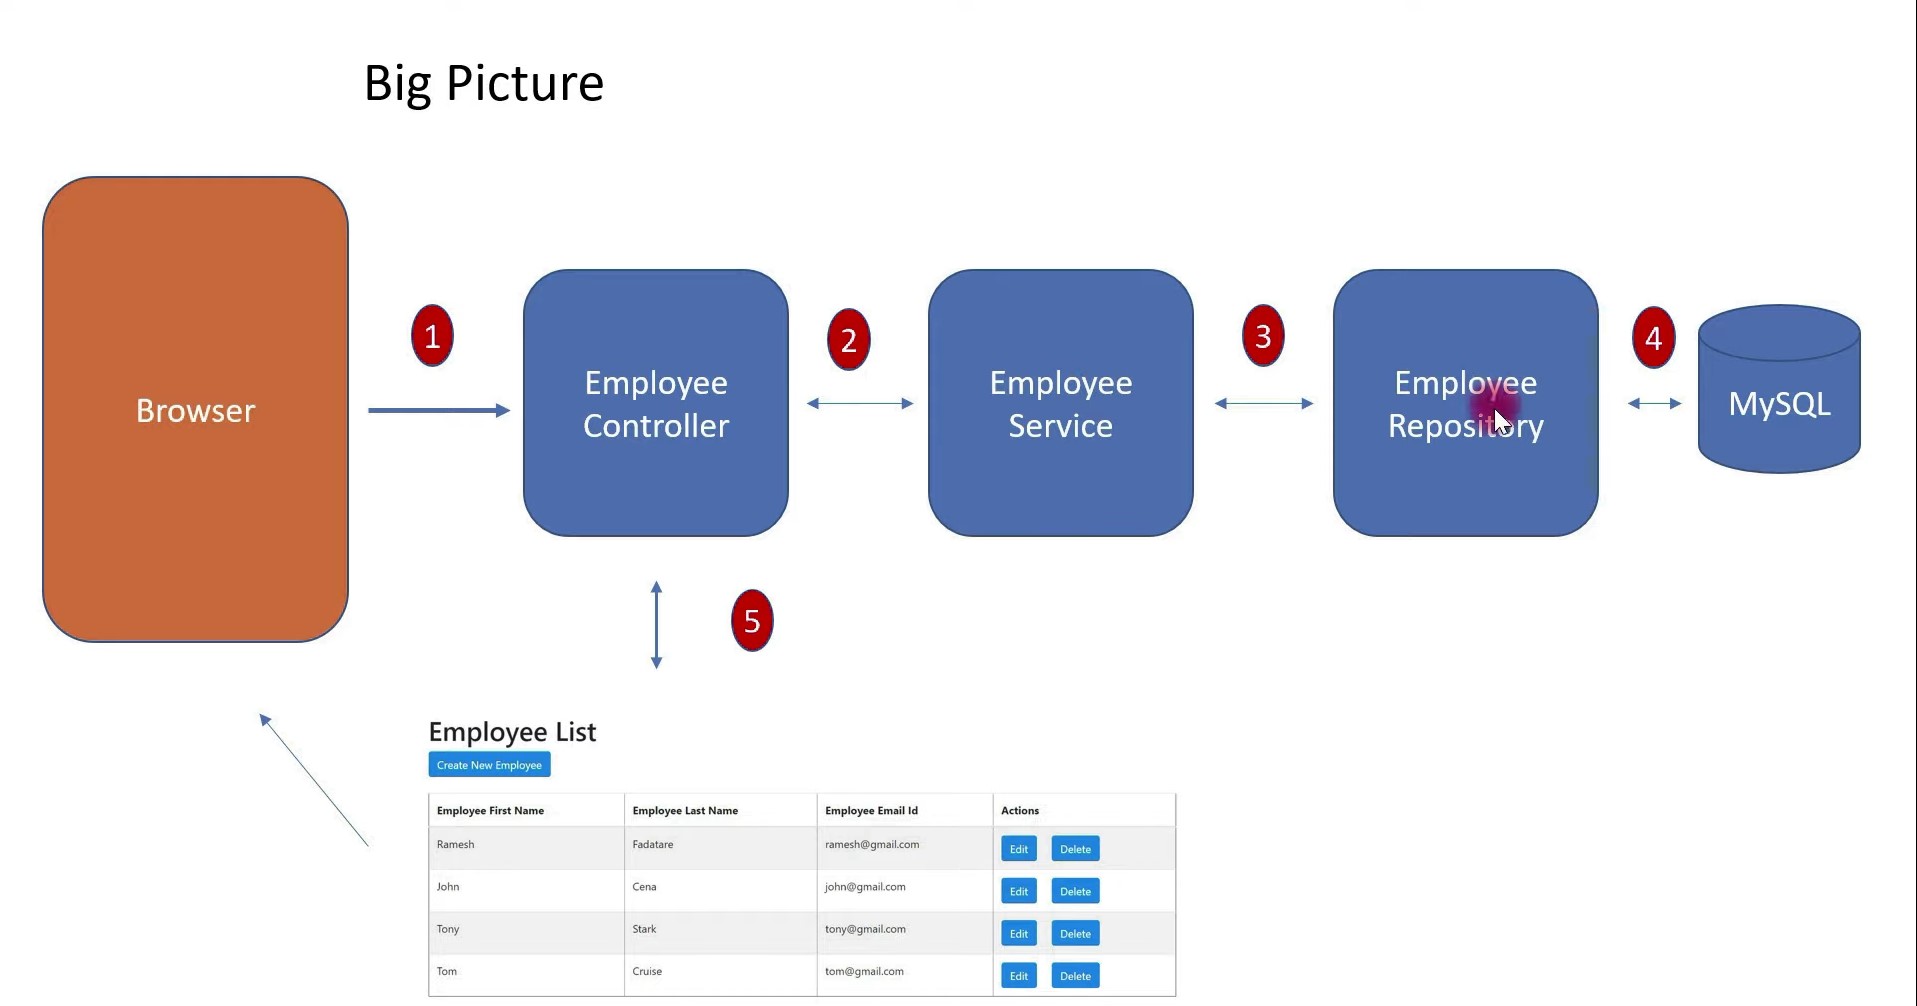 Big Picture
Browser
1
Employee
Controller
2
Employee
Service
3
Employee
Repository
4
MySQL
5
Employee List
Create New Employee
Employee First Name Employee Last Name Employee Email Id Actions
Ramesh Fadatare ramesh@gmail.com Edit Delete
John Cena john@gmail.com Edit Delete
Tony Stark tony@gmail.com Edit Delete
Tom Cruise tom@gmail.com Edit Delete